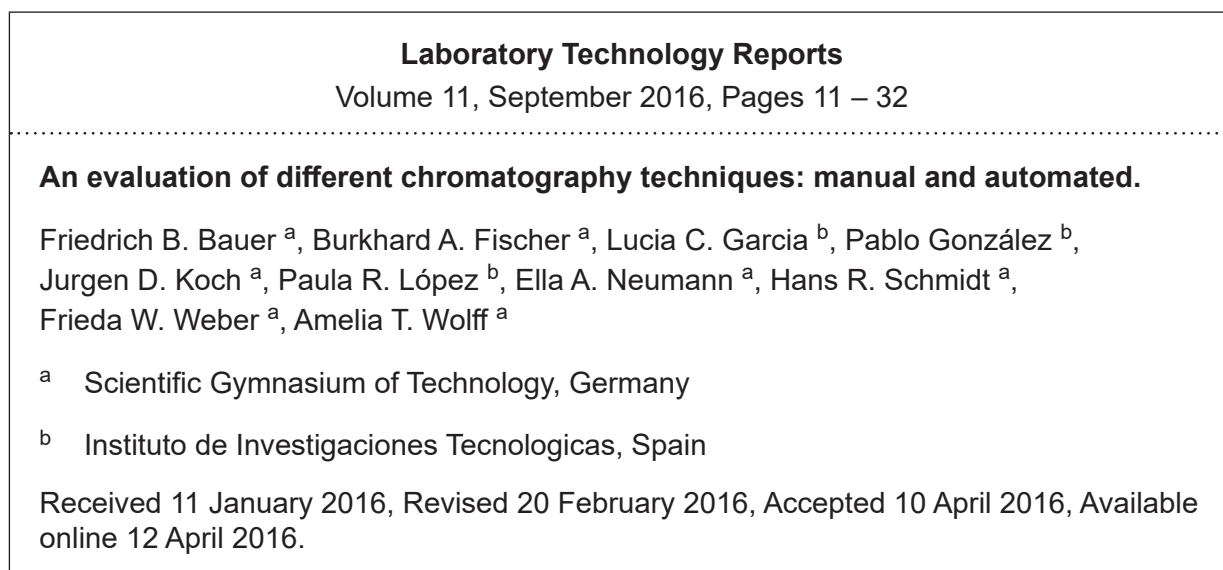 Laboratory Technology Reports
Volume 11, September 2016, Pages 11 – 32
An evaluation of different chromatography techniques: manual and automated.
Friedrich B. Bauer a, Burkhard A. Fischer a, Lucia C. Garcia b, Pablo González b,
Jurgen D. Koch a, Paula R. López b, Ella A. Neumann a, Hans R. Schmidt a,
Frieda W. Weber a, Amelia T. Wolff a
a Scientific Gymnasium of Technology, Germany
b Instituto de Investigaciones Tecnologicas, Spain
Received 11 January 2016, Revised 20 February 2016, Accepted 10 April 2016, Available
online 12 April 2016.